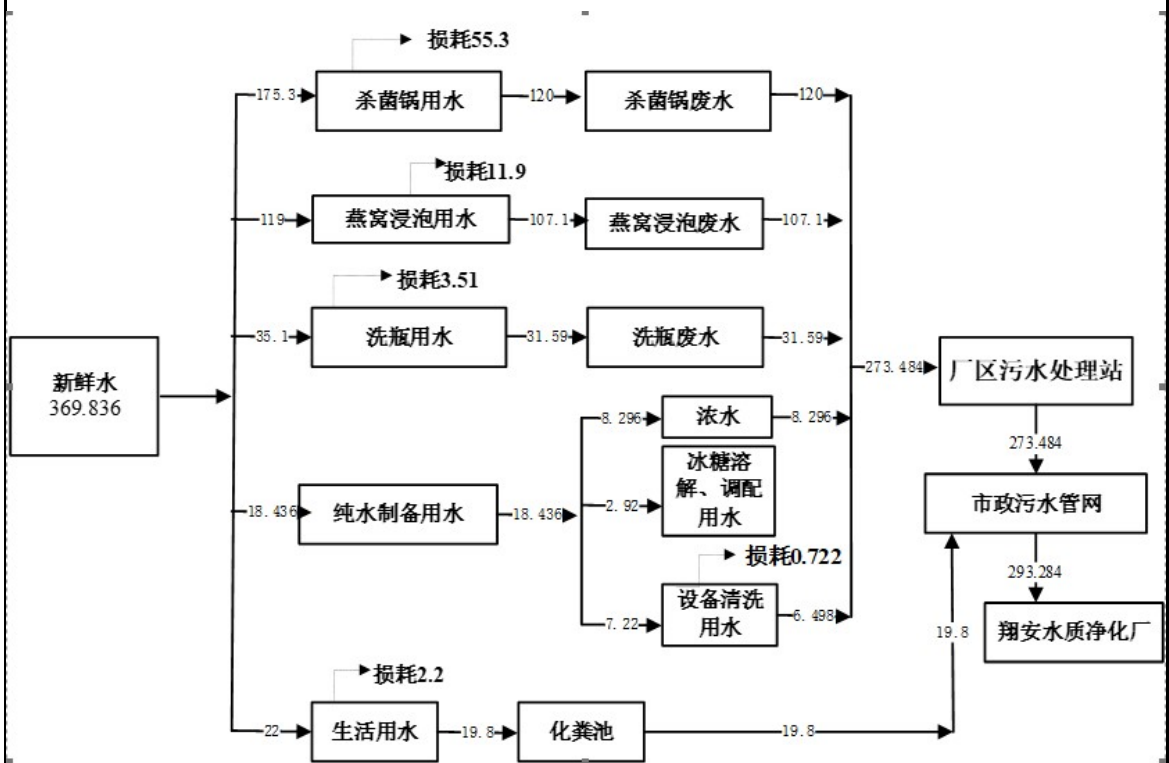 损耗55.3
175.3
杀菌锅用水
120
杀菌锅废水
120
损耗11.9
119
燕窝浸泡用水
107.1
燕窝浸泡废水
107.1
损耗3.51
35.1
洗瓶用水
31.59
洗瓶废水
31.59
新鲜水
369.836
273.484
厂区污水处理站
273.484
8.296
浓水
8.296
18.436
纯水制备用水
18.436
2.92
冰糖溶
解、调配
用水
市政污水管网
损耗0.722
7.22
设备清洗
用水
6.498
293.284
翔安水质净化厂
19.8
损耗2.2
22
生活用水
19.8
化粪池
19.8